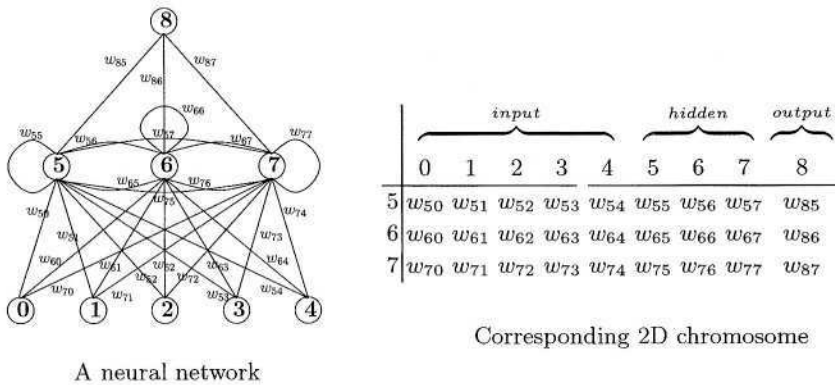 8
w85 w87
w86
w66
w55 w56 w57 w67 w77
5 6 7
w65 w76
w75
w50 w51 w73 w74
w60 w61 w62 w63 w64
w70 w71 w52 w72 w53 w54
0 1 2 3 4
A neural network
input hidden output
0 1 2 3 4 5 6 7 8
5 w50 w51 w52 w53 w54 w55 w56 w57 w85
6 w60 w61 w62 w63 w64 w65 w66 w67 w86
7 w70 w71 w72 w73 w74 w75 w76 w77 w87
Corresponding 2D chromosome